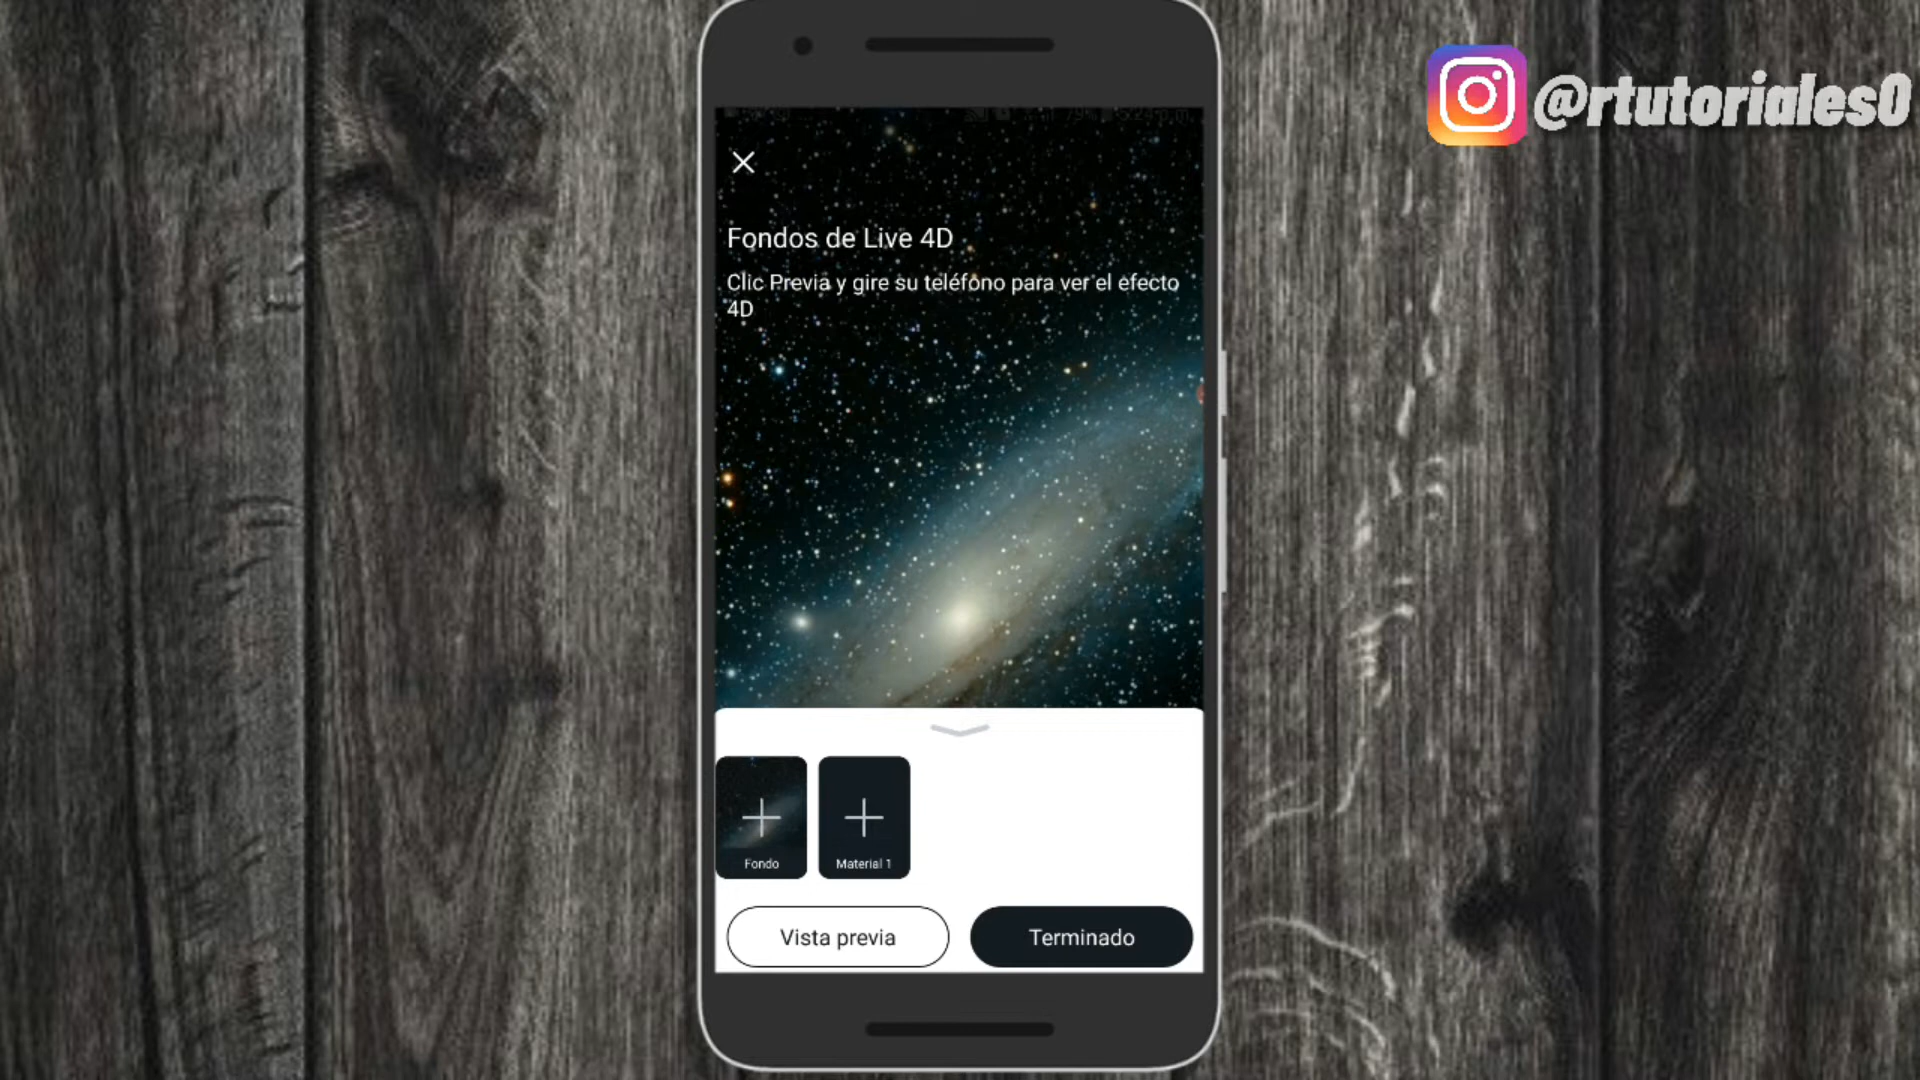 @rtutoriales0
Fondos de Live 4D
Clic Previa y gire su teléfono para ver el efecto
4D
Fondo
Material 1
Vista previa
Terminado